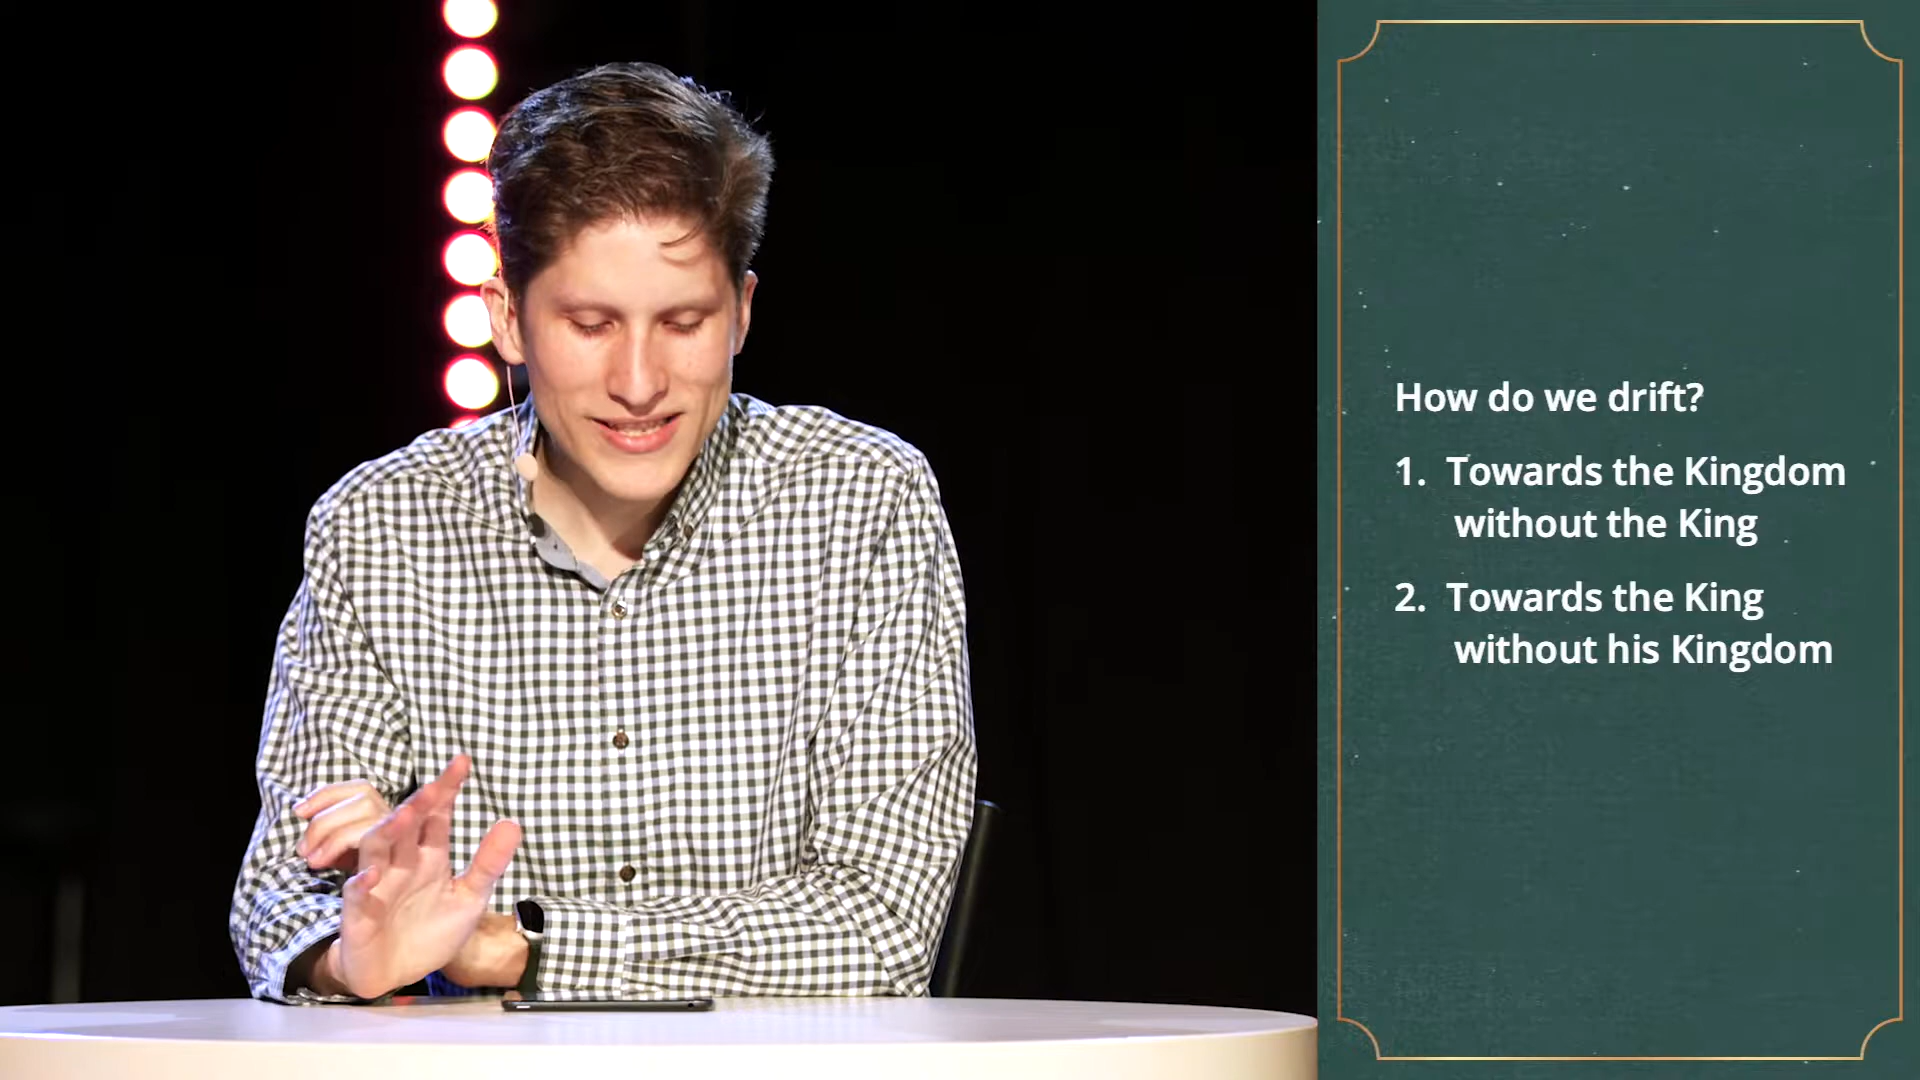 How do we drift?
1. Towards the Kingdom
without the King
2. Towards the King
without his Kingdom